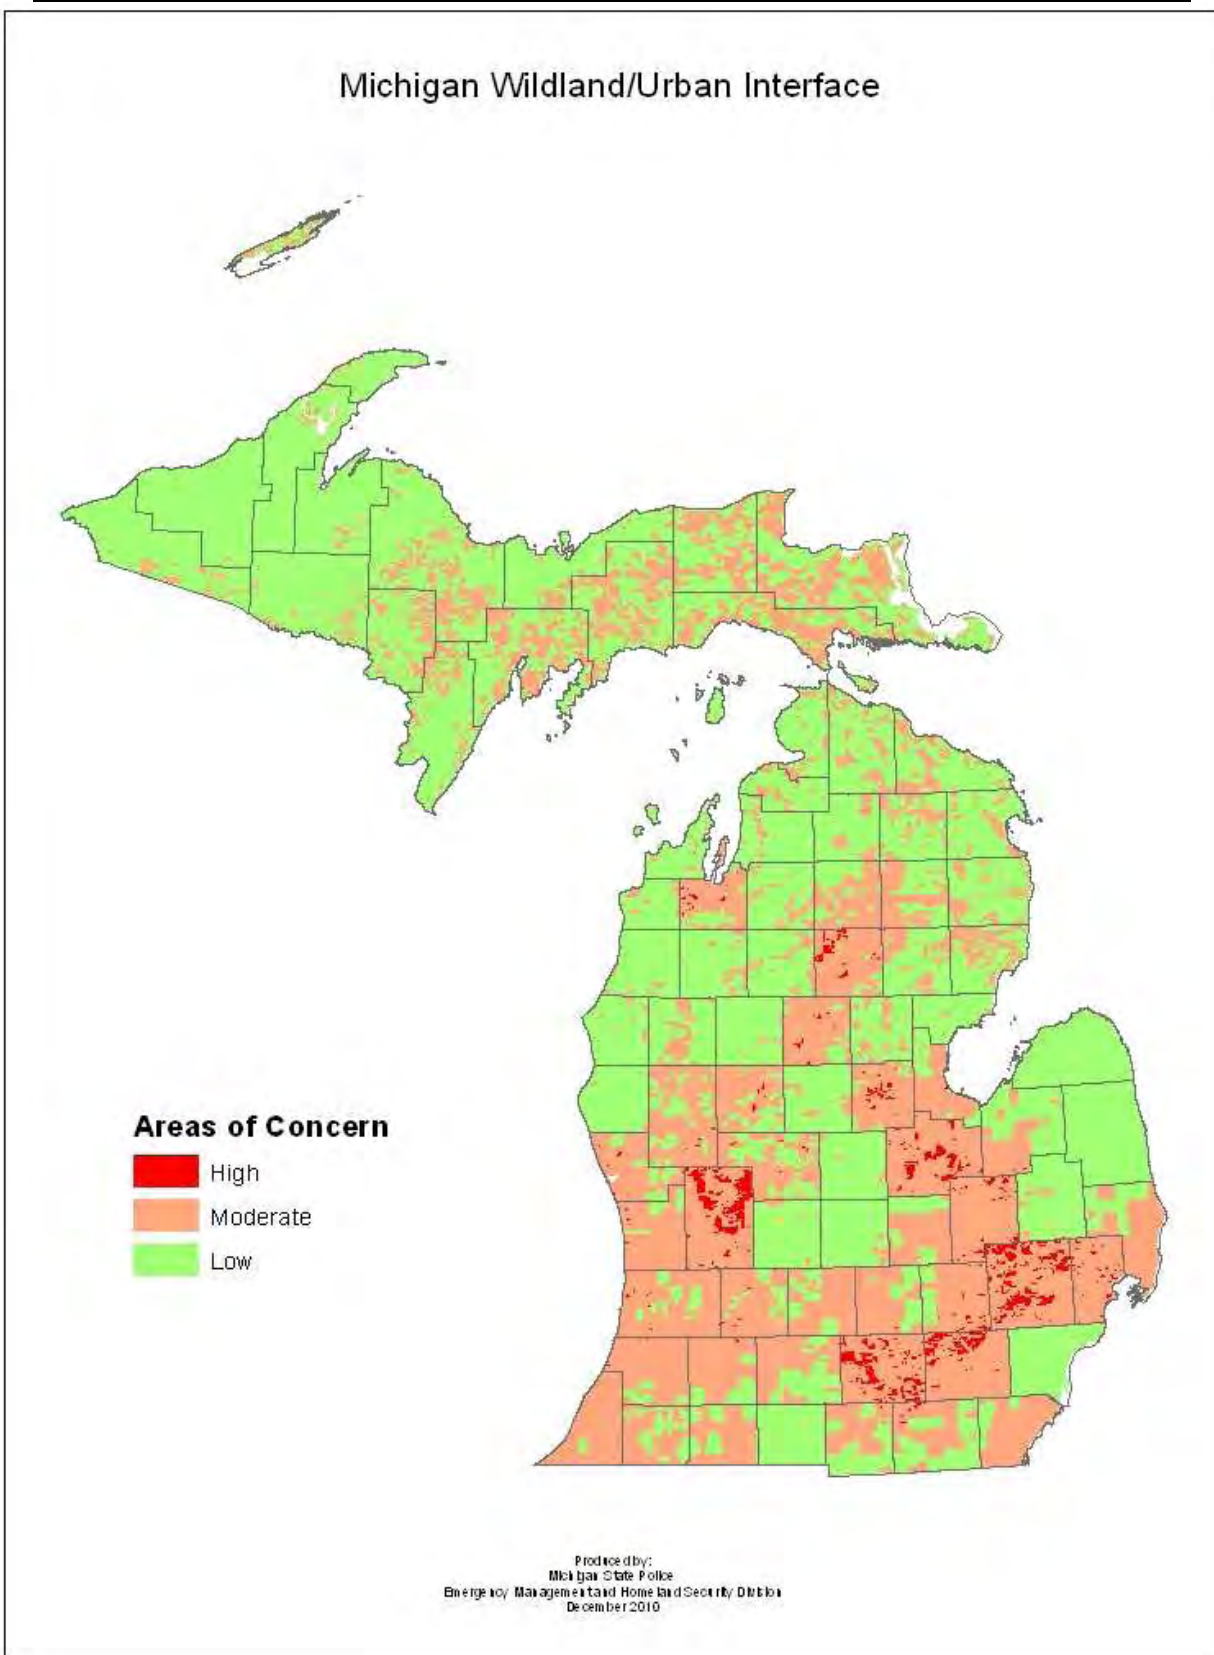 Michigan Wildland/Urban Interface
Areas of Concern
High
Moderate
Low
Produced by:
Michigan State Police
Emergency Management and Homeland Security Division
December 2010